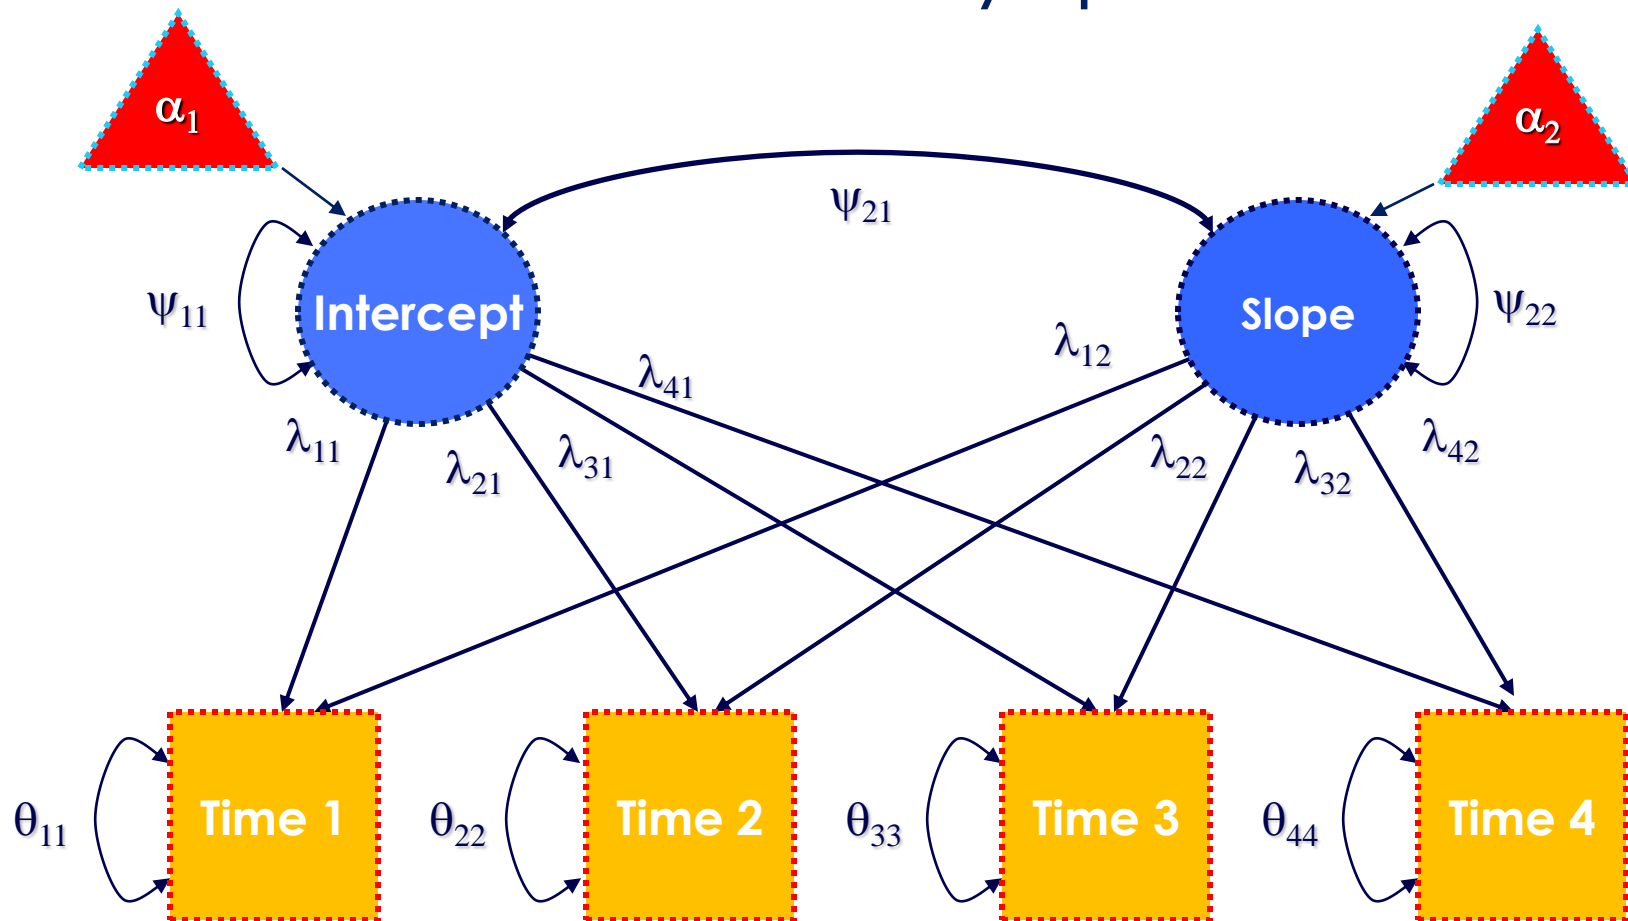 α₁
α₂
ψ₂₁
ψ₁₁
Intercept
Slope
ψ₂₂
λ₁₂
λ₄₁
λ₁₁
λ₂₁
λ₃₁
λ₂₂
λ₃₂
λ₄₂
θ₁₁
Time 1
θ₂₂
Time 2
θ₃₃
Time 3
θ₄₄
Time 4